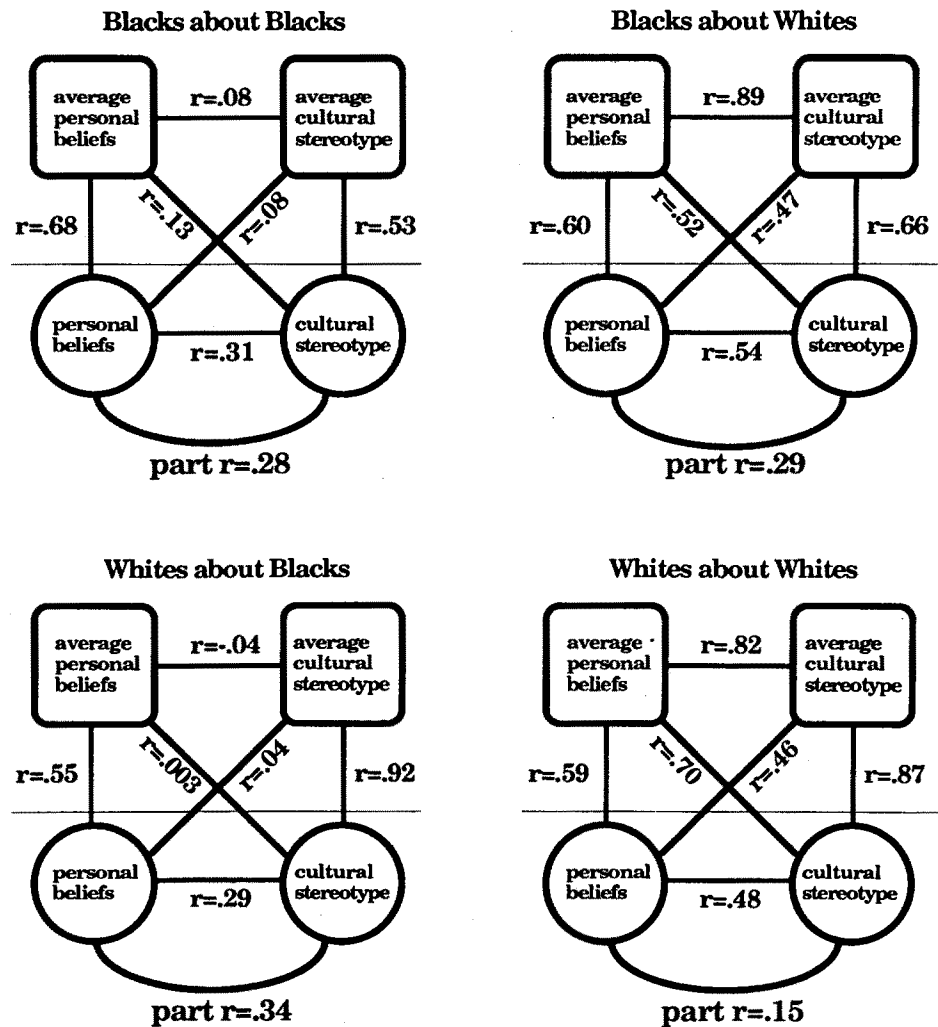 Blacks about Blacks
average
personal
beliefs
r=.08
average
cultural
stereotype
r=.68
r=.13
r=.08
r=.53
personal
beliefs
r=.31
cultural
stereotype
part r=.28
Blacks about Whites
average
personal
beliefs
r=.89
average
cultural
stereotype
r=.60
r=.52
r=.47
r=.66
personal
beliefs
r=.54
cultural
stereotype
part r=.29
Whites about Blacks
average
personal
beliefs
r=-.04
average
cultural
stereotype
r=.55
r=.003
r=.04
r=.92
personal
beliefs
r=.29
cultural
stereotype
part r=.34
Whites about Whites
average
personal
beliefs
r=.82
average
cultural
stereotype
r=.59
r=.70
r=.46
r=.87
personal
beliefs
r=.48
cultural
stereotype
part r=.15